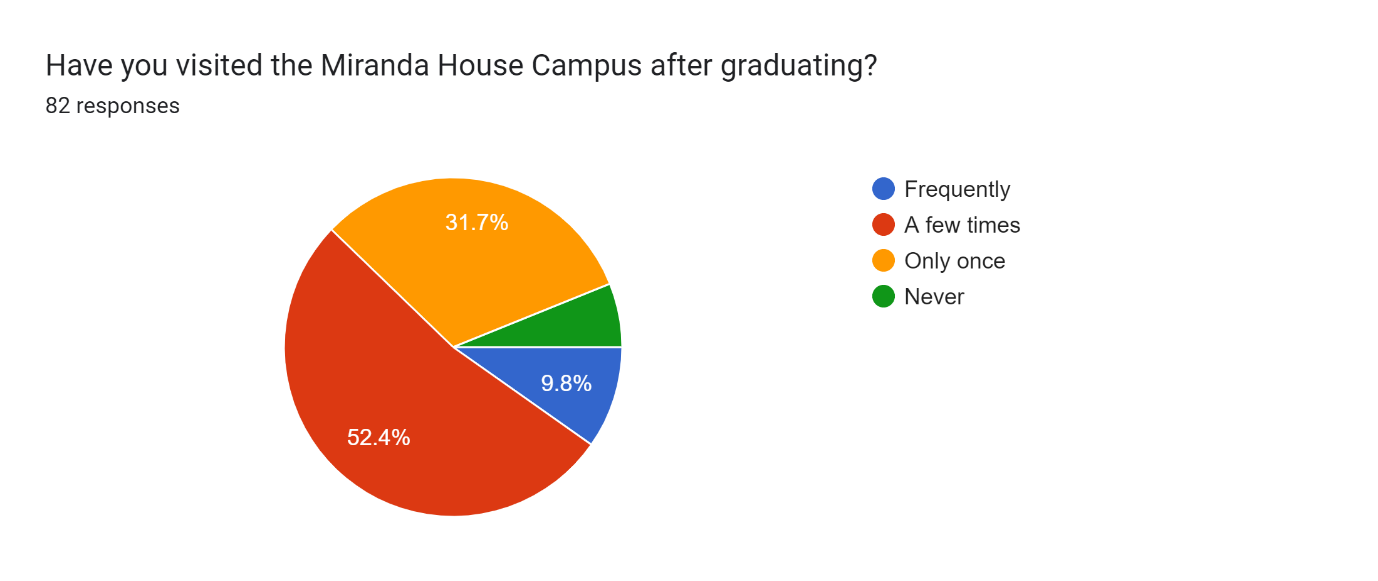 Have you visited the Miranda House Campus after graduating?
82 responses
31.7%
9.8%
52.4%
Frequently
A few times
Only once
Never